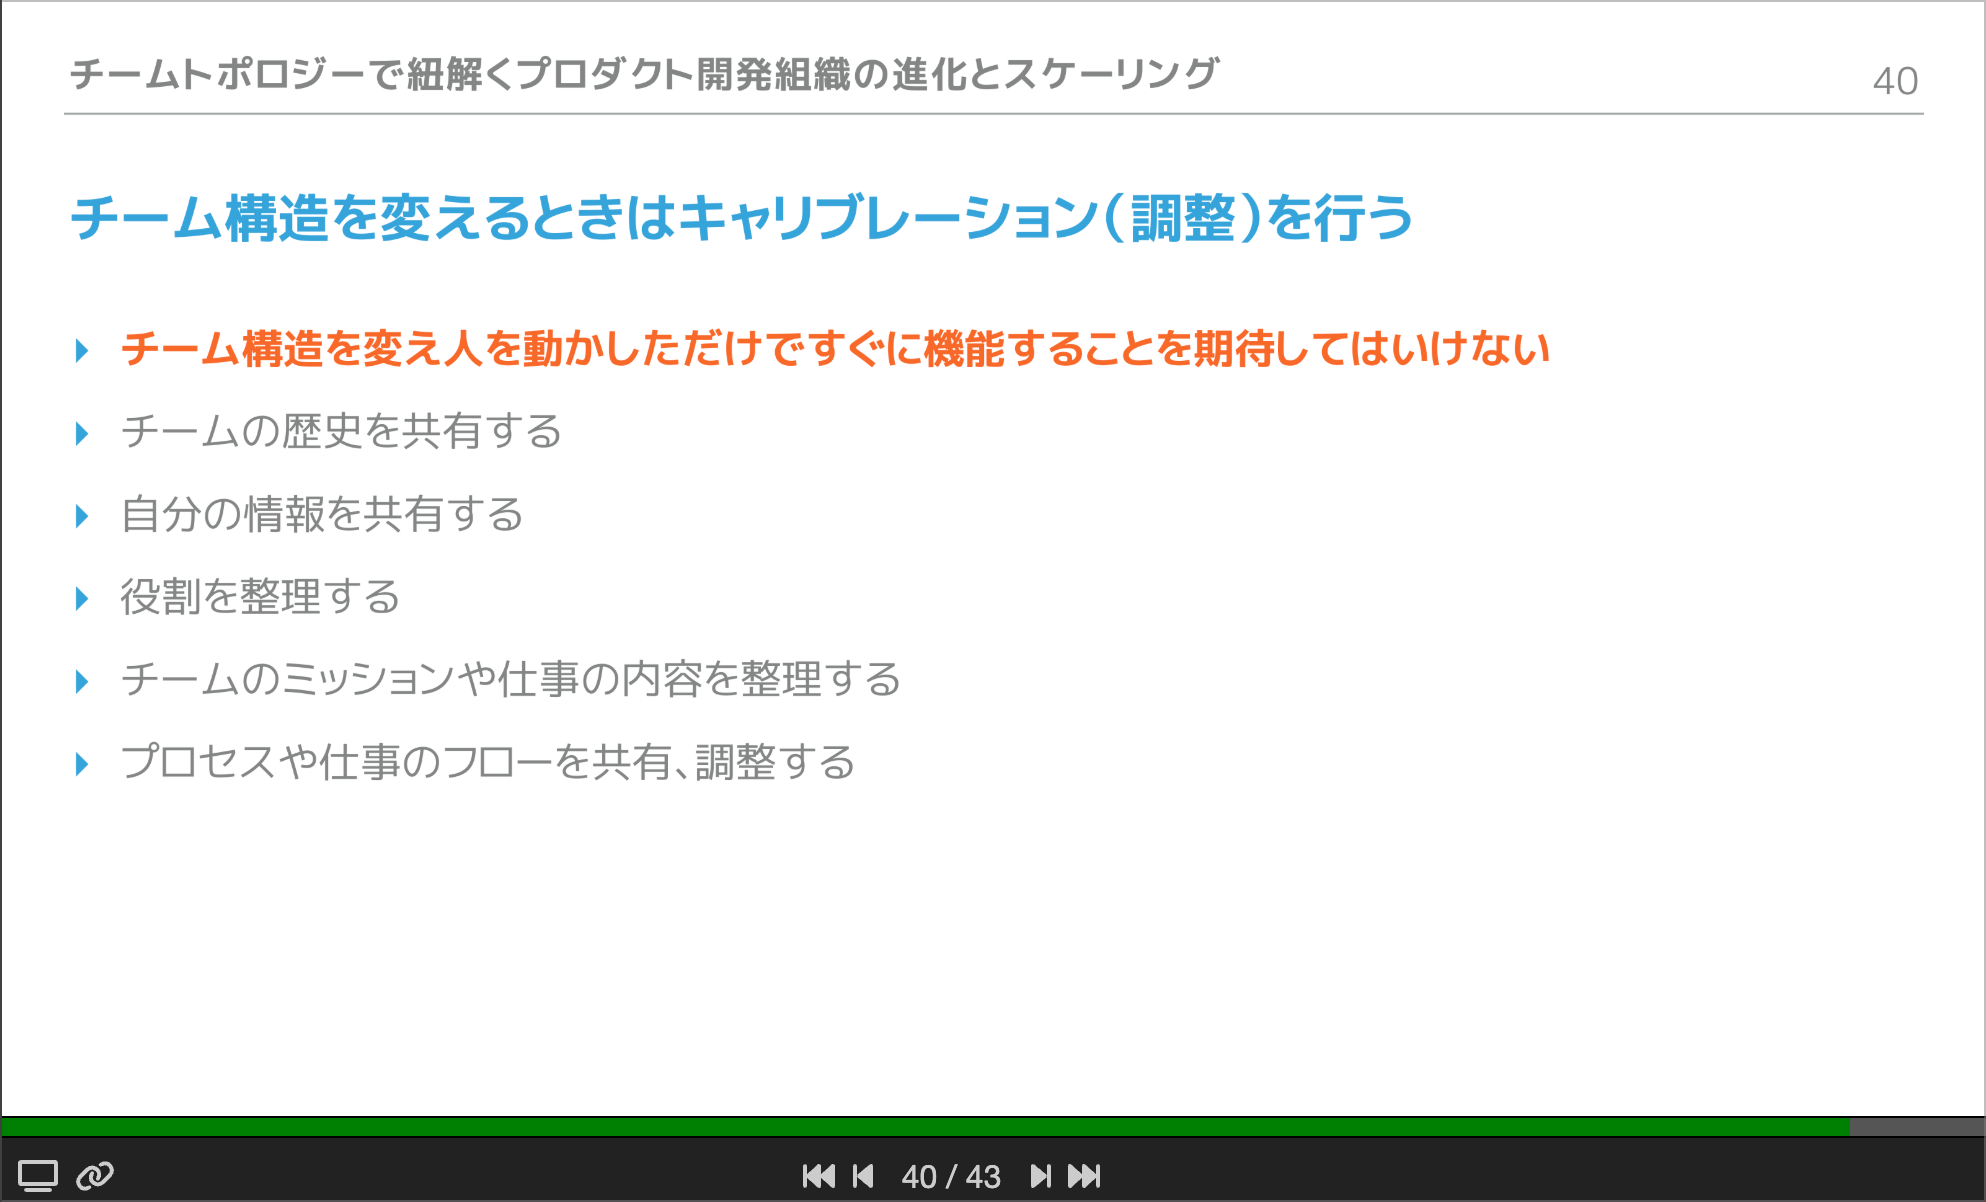 チームトポロジーで紐解くプロダクト開発組織の進化とスケーリング
40
チーム構造を変えるときはキャリブレーション（調整）を行う
チーム構造を変え人を動かしただけですぐに機能することを期待してはいけない
チームの歴史を共有する
自分の情報を共有する
役割を整理する
チームのミッションや仕事の内容を整理する
プロセスや仕事のフローを共有、調整する
40 / 43